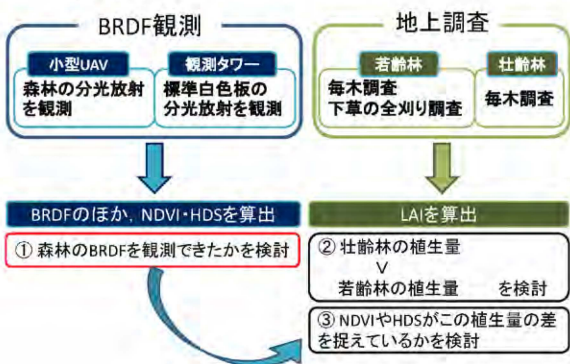 BRDF観測
小型UAV
森林の分光放射
を観測
観測タワー
標準白色板の
分光放射を観測
地上調査
若齢林
毎木調査
下草の全刈り調査
壮齢林
毎木調査
BRDFのほか, NDVI・HDSを算出
① 森林のBRDFを観測できたかを検討
LAIを算出
② 壮齢林の植生量
∨
若齢林の植生量 を検討
③ NDVIやHDSがこの植生量の差
を捉えているかを検討